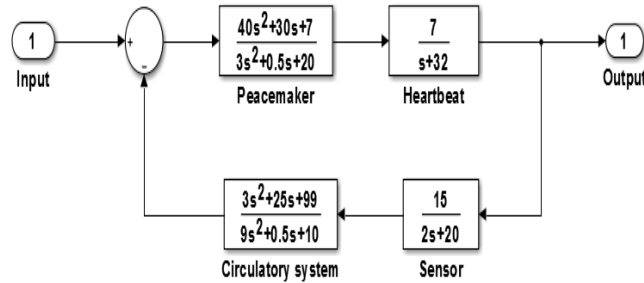 1
Input
+
-
40s²+30s+7
3s²+0.5s+20
Peacemaker
7
s+32
Heartbeat
1
Output
3s²+25s+99
9s²+0.5s+10
Circulatory system
15
2s+20
Sensor